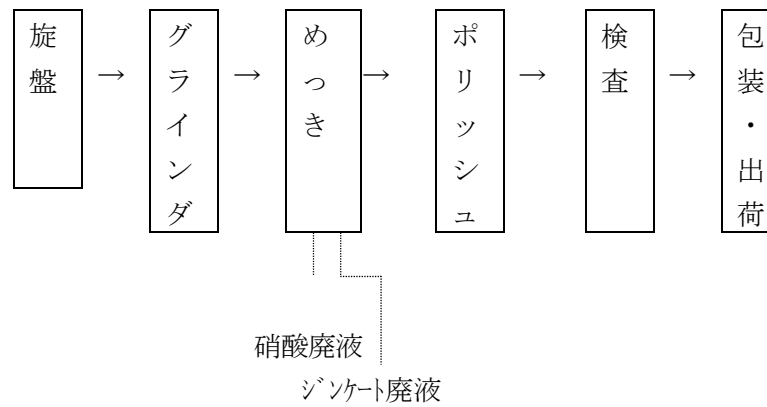 旋盤
→
グラインダ
→
めっき
→
ポリッシュ
→
検査
→
包装・出荷
硝酸廃液
ジンケート廃液